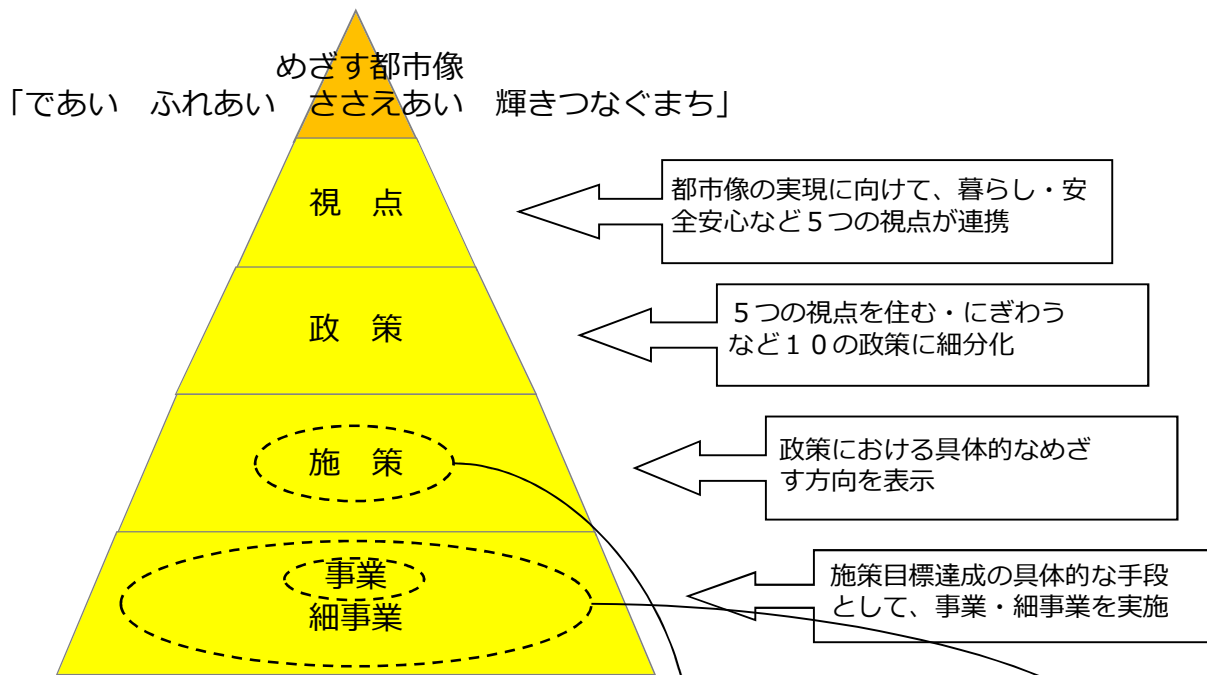 めざす都市像
「であい　ふれあい　ささえあい　輝きつなぐまち」
視　点
都市像の実現に向けて、暮らし・安
全安心など５つの視点が連携
政　策
５つの視点を住む・にぎわう
など１０の政策に細分化
施　策
政策における具体的なめざ
す方向を表示
事業
細事業
施策目標達成の具体的な手段
として、事業・細事業を実施